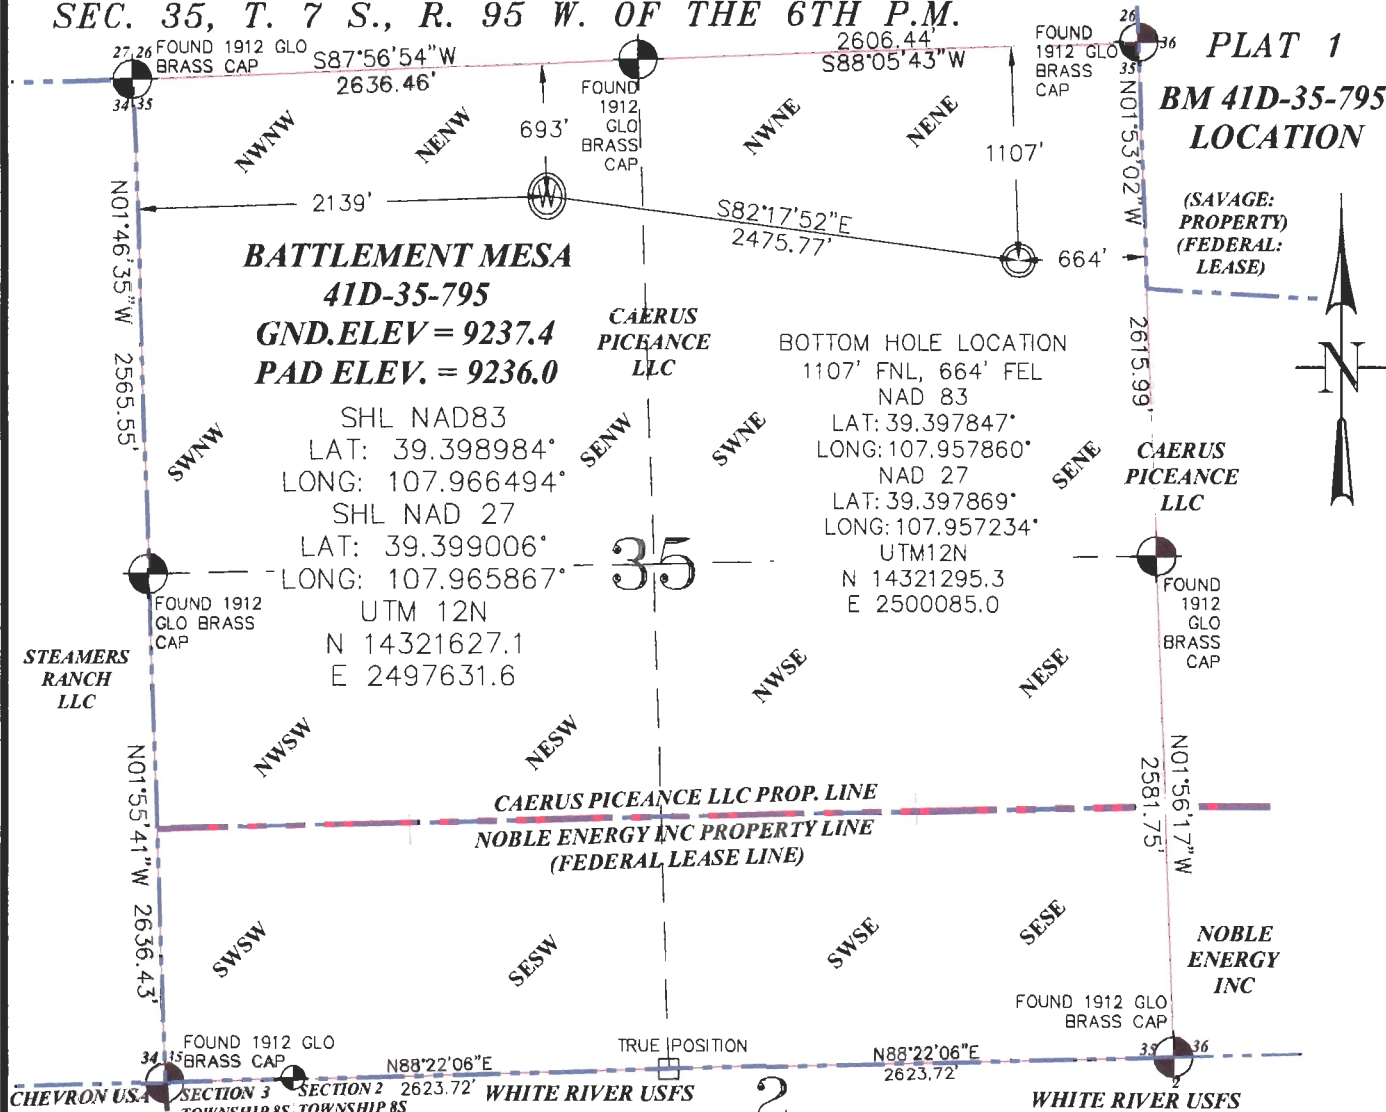 SEC. 35, T. 7 S., R. 95 W. OF THE 6TH P.M.
27 26
FOUND 1912 GLO
BRASS CAP
34 35
S87°56'54"W
2636.46'
FOUND
1912
GLO
BRASS
CAP
2606.44'
S88°05'43"W
FOUND
1912 GLO
BRASS
CAP
26
36
35
PLAT 1
BM 41D-35-795
LOCATION
NWNW
NENW
693'
NWNE
NENE
1107'
N01°53'02"W
2615.99'
(SAVAGE:
PROPERTY)
(FEDERAL:
LEASE)
N
N01°46'35"W 2565.55'
2139'
W
S82°17'52"E
2475.77'
664'
BATTLEMENT MESA
41D-35-795
GND.ELEV = 9237.4
PAD ELEV. = 9236.0
CAERUS
PICEANCE
LLC
SHL NAD83
LAT: 39.398984°
LONG: 107.966494°
SHL NAD 27
LAT: 39.399006°
LONG: 107.965867°
UTM 12N
N 14321627.1
E 2497631.6
BOTTOM HOLE LOCATION
1107' FNL, 664' FEL
NAD 83
LAT: 39.397847°
LONG: 107.957860°
NAD 27
LAT: 39.397869°
LONG: 107.957234°
UTM12N
N 14321295.3
E 2500085.0
SWNW
SENW
SWNE
SENE
CAERUS
PICEANCE
LLC
35
FOUND 1912
GLO BRASS
CAP
FOUND
1912
GLO
BRASS
CAP
STEAMERS
RANCH
LLC
NWSW
NESW
NWSE
NESE
N01°55'41"W 2636.43'
N01°56'17"W
2581.75'
CAERUS PICEANCE LLC PROP. LINE
NOBLE ENERGY INC PROPERTY LINE
(FEDERAL LEASE LINE)
SWSW
SESW
SWSE
SESE
NOBLE
ENERGY
INC
FOUND 1912 GLO
BRASS CAP
34 35
FOUND 1912 GLO
BRASS CAP
35 36
2
N88°22'06"E
2623.72'
TRUE POSITION
N88°22'06"E
2623.72'
CHEVRON USA
SECTION 3
TOWNSHIP 8S
SECTION 2
TOWNSHIP 8S
WHITE RIVER USFS
2
WHITE RIVER USFS